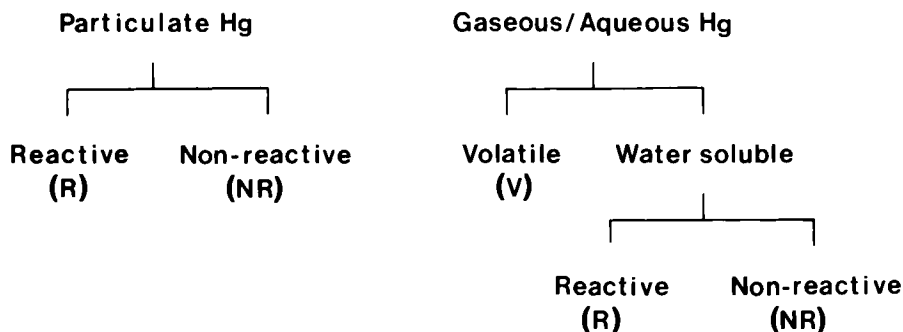 Particulate Hg
Gaseous/Aqueous Hg
Reactive
(R)
Non-reactive
(NR)
Volatile
(V)
Water soluble
Reactive
(R)
Non-reactive
(NR)